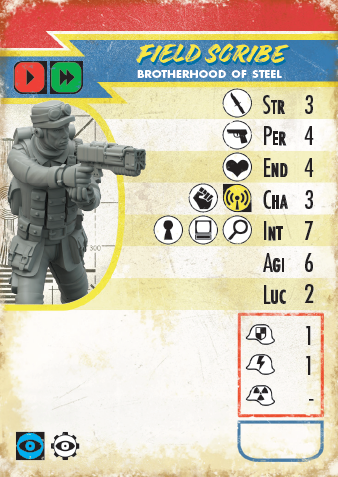 FIELD SCRIBE
BROTHERHOOD OF STEEL
STR 3
PER 4
END 4
CHA 3
INT 7
300
AGI 6
LUC 2
1
1
-